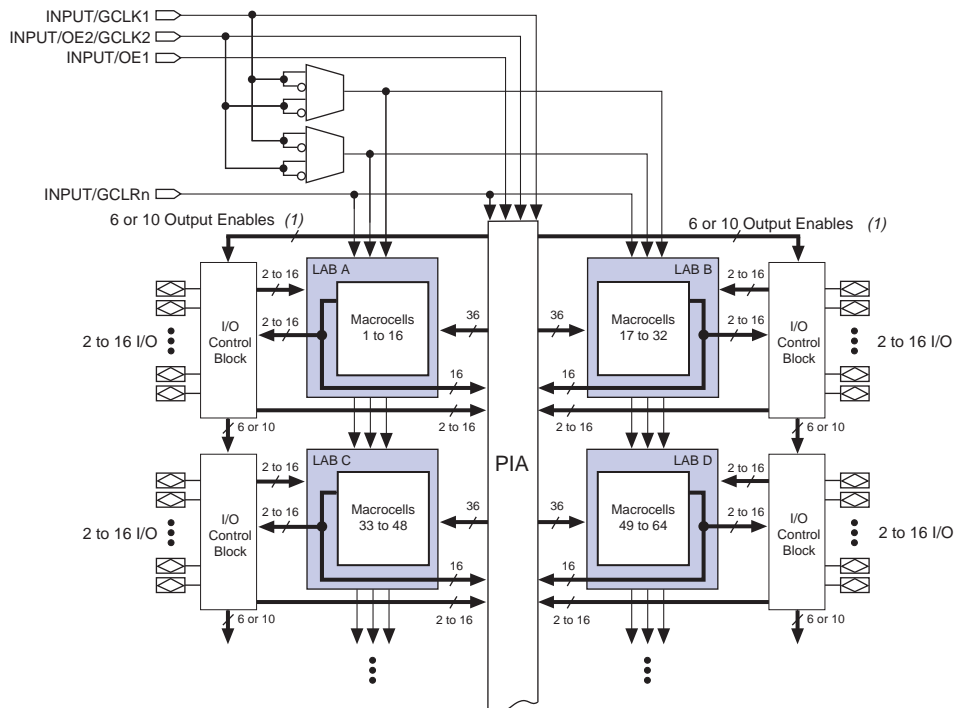 INPUT/GCLK1
INPUT/OE2/GCLK2
INPUT/OE1
INPUT/GCLRn
6 or 10 Output Enables (1)
6 or 10 Output Enables (1)
LAB A
LAB B
2 to 16
2 to 16
2 to 16 I/O
I/O
Control
Block
2 to 16
Macrocells
1 to 16
36
36
Macrocells
17 to 32
2 to 16
I/O
Control
Block
2 to 16 I/O
16
16
6 or 10
2 to 16
2 to 16
6 or 10
PIA
LAB C
LAB D
2 to 16
2 to 16
2 to 16 I/O
I/O
Control
Block
2 to 16
Macrocells
33 to 48
36
36
Macrocells
49 to 64
2 to 16
I/O
Control
Block
2 to 16 I/O
16
16
6 or 10
2 to 16
2 to 16
6 or 10